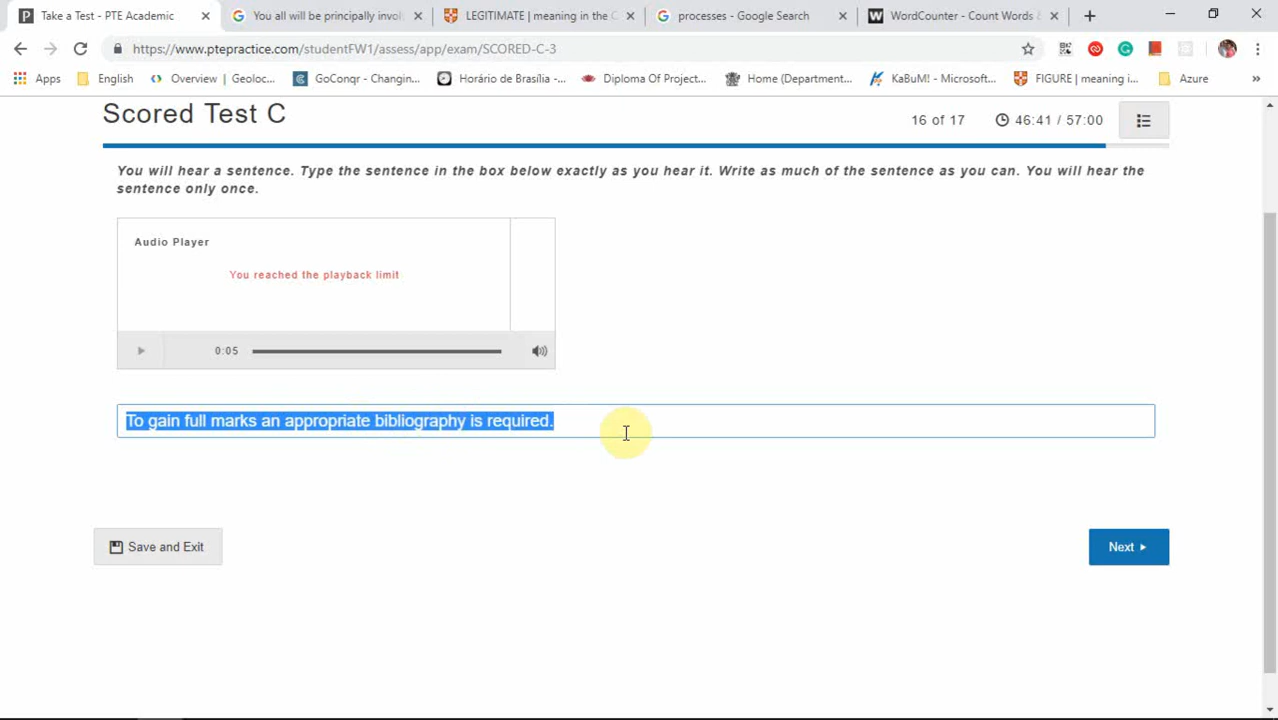 Take a Test - PTE Academic
You all will be principally invol
LEGITIMATE | meaning in the C
processes - Google Search
WordCounter - Count Words &
https://www.ptepractice.com/studentFW1/assess/app/exam/SCORED-C-3
Apps
English
Overview | Geoloc...
GoConqr - Changin...
Horário de Brasília -...
Diploma Of Project...
Home (Department...
KaBuM! - Microsoft...
FIGURE | meaning i...
Azure
»
Scored Test C
16 of 17
46:41 / 57:00
You will hear a sentence. Type the sentence in the box below exactly as you hear it. Write as much of the sentence as you can. You will hear the
sentence only once.
Audio Player
You reached the playback limit
0:05
To gain full marks an appropriate bibliography is required.
Save and Exit
Next